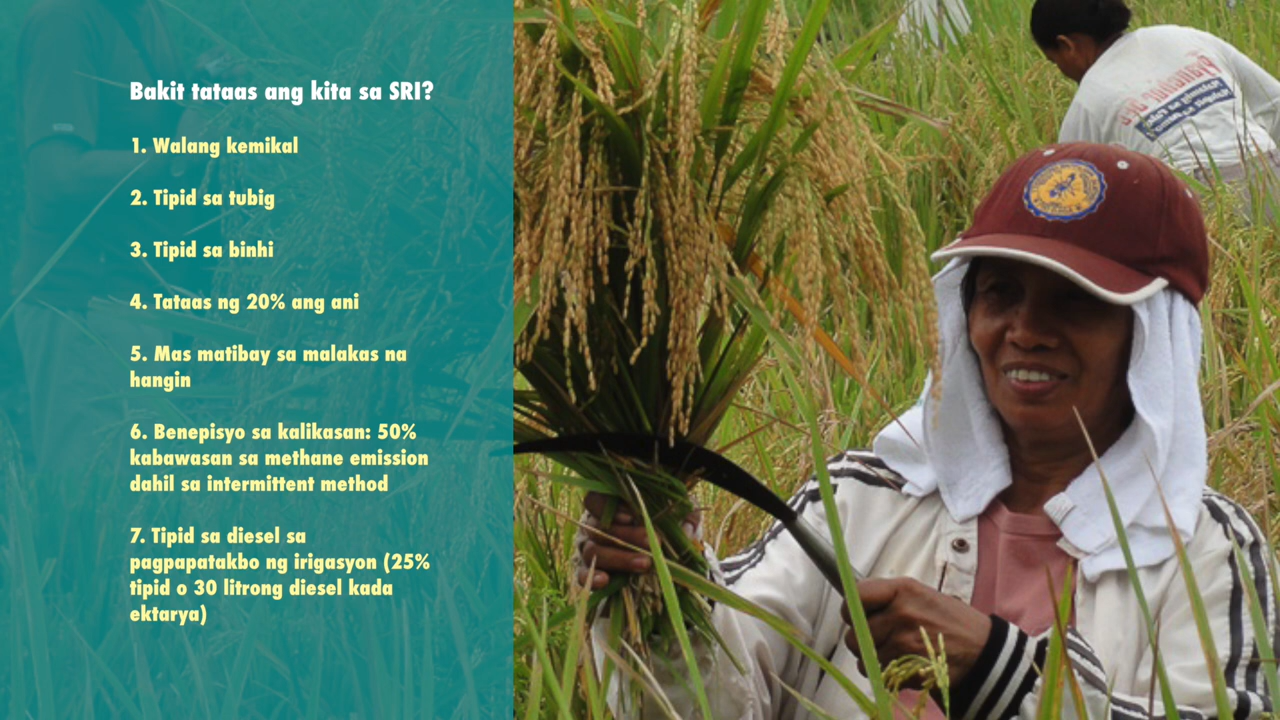 Bakit tataas ang kita sa SRI?
1. Walang kemikal
2. Tipid sa tubig
3. Tipid sa binhi
4. Tataas ng 20% ang ani
5. Mas matibay sa malakas na
hangin
6. Benepisyo sa kalikasan: 50%
kabawasan sa methane emission
dahil sa intermittent method
7. Tipid sa diesel sa
pagpapatakbo ng irigasyon (25%
tipid o 30 litrong diesel kada
ektarya)